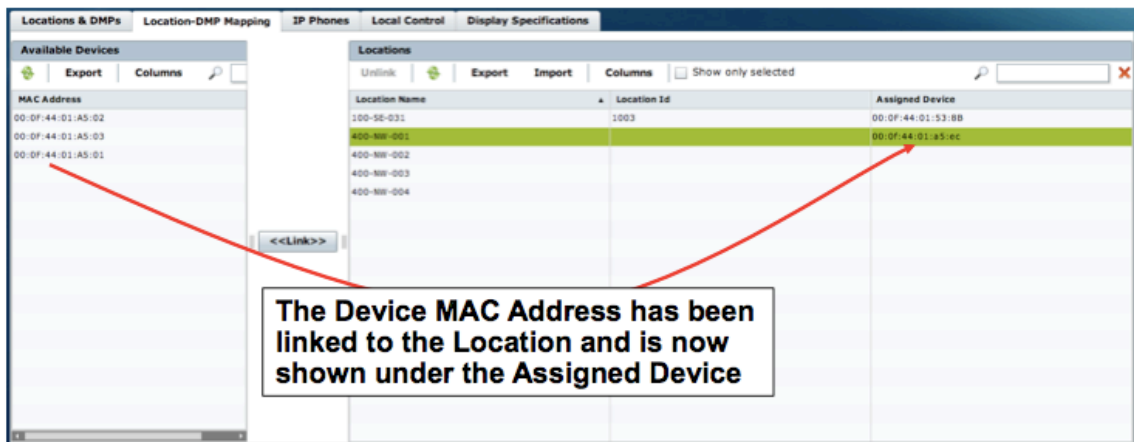 Locations & DMPs Location-DMP Mapping IP Phones Local Control Display Specifications
Available Devices
Export Columns
MAC Address
00:0F:44:01:A5:02
00:0F:44:01:A5:03
00:0F:44:01:A5:01
<<Link>>
Locations
Unlink Export Import Columns Show only selected
Location Name Location Id Assigned Device
100-SE-031 1003 00:0F:44:01:53:8B
400-NW-001 00:0f:44:01:a5:ec
400-NW-002
400-NW-003
400-NW-004
The Device MAC Address has been
linked to the Location and is now
shown under the Assigned Device